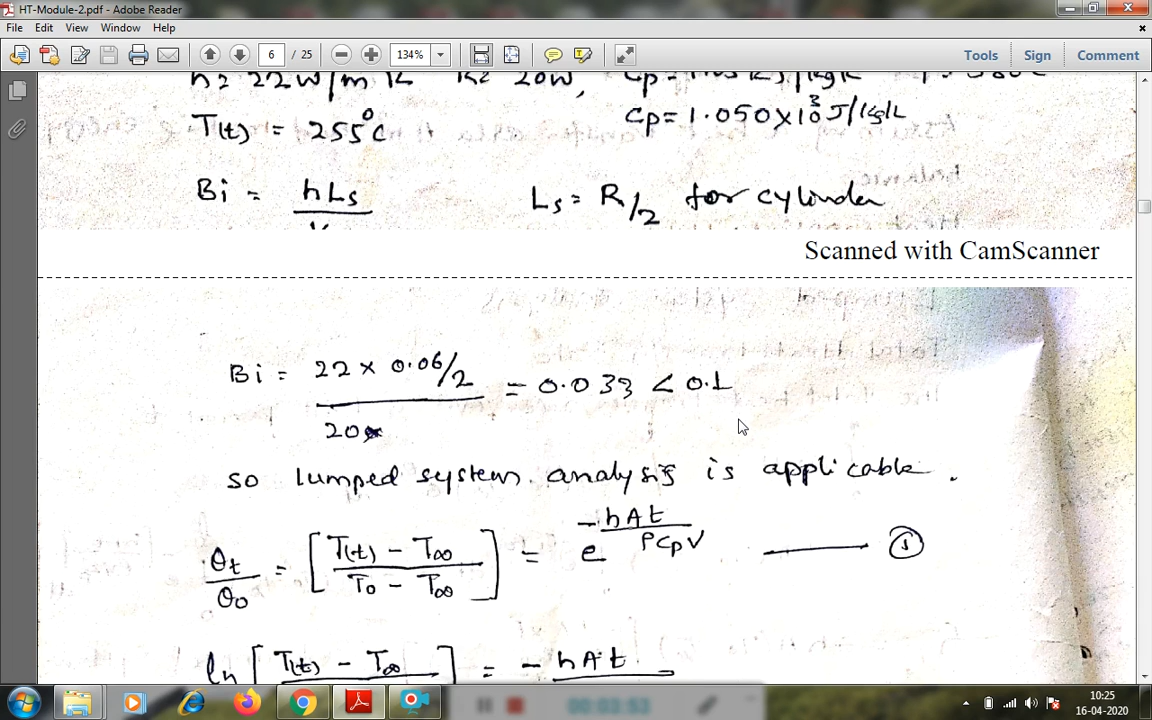 HT-Module-2.pdf - Adobe Reader
File Edit View Window Help
6 / 25 134% Tools Sign Comment
T(t) = 255°C
Cp = 1.050 x 10³ J/kgk
Bi = hLs
Ls = R/2 for cylinder
Scanned with CamScanner
Bi = 22 x 0.06/2 = 0.033 < 0.1
20
so lumped system analysis is applicable.
θt/θ0 = [T(t) - T∞ / T0 - T∞] = e^-hAt/ρCpV ——— ①
ln [T(t) - T∞ ] = - hAt
00:03:53
10:25
16-04-2020